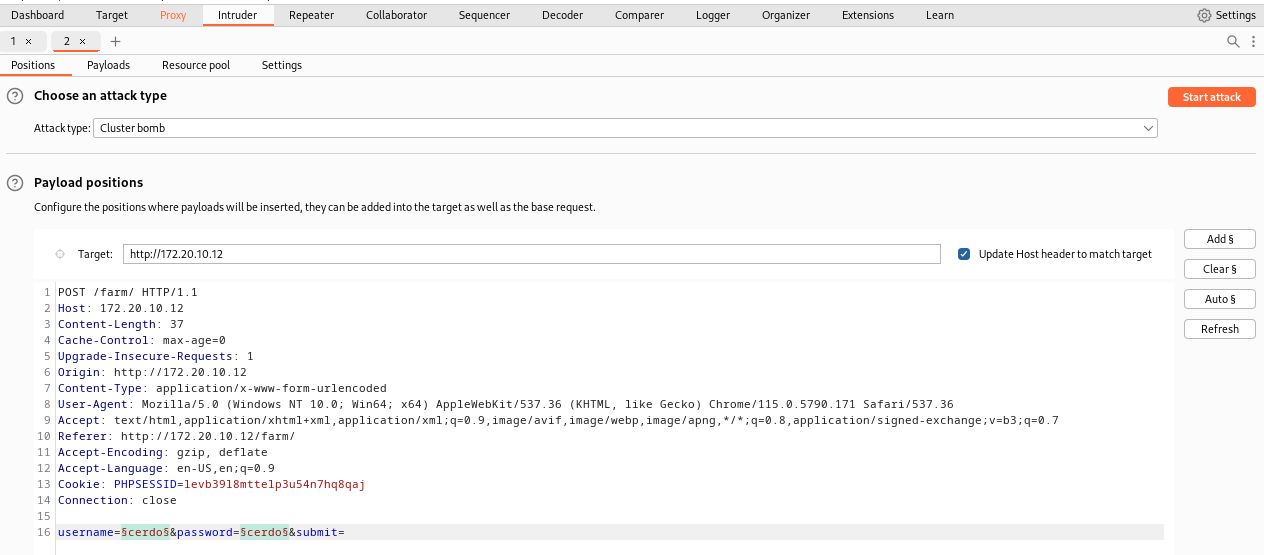 Dashboard Target Proxy Intruder Repeater Collaborator Sequencer Decoder Comparer Logger Organizer Extensions Learn Settings
1 × 2 × +
Positions Payloads Resource pool Settings
? Choose an attack type Start attack
Attack type: Cluster bomb
? Payload positions
Configure the positions where payloads will be inserted, they can be added into the target as well as the base request.
Target: http://172.20.10.12 Update Host header to match target Add §
Clear §
Auto §
Refresh
1 POST /farm/ HTTP/1.1
2 Host: 172.20.10.12
3 Content-Length: 37
4 Cache-Control: max-age=0
5 Upgrade-Insecure-Requests: 1
6 Origin: http://172.20.10.12
7 Content-Type: application/x-www-form-urlencoded
8 User-Agent: Mozilla/5.0 (Windows NT 10.0; Win64; x64) AppleWebKit/537.36 (KHTML, like Gecko) Chrome/115.0.5790.171 Safari/537.36
9 Accept: text/html,application/xhtml+xml,application/xml;q=0.9,image/avif,image/webp,image/apng,*/*;q=0.8,application/signed-exchange;v=b3;q=0.7
10 Referer: http://172.20.10.12/farm/
11 Accept-Encoding: gzip, deflate
12 Accept-Language: en-US,en;q=0.9
13 Cookie: PHPSESSID=levb39l8mttelp3u54n7hq8qaj
14 Connection: close
15
16 username=§cerdo§&password=§cerdo§&submit=